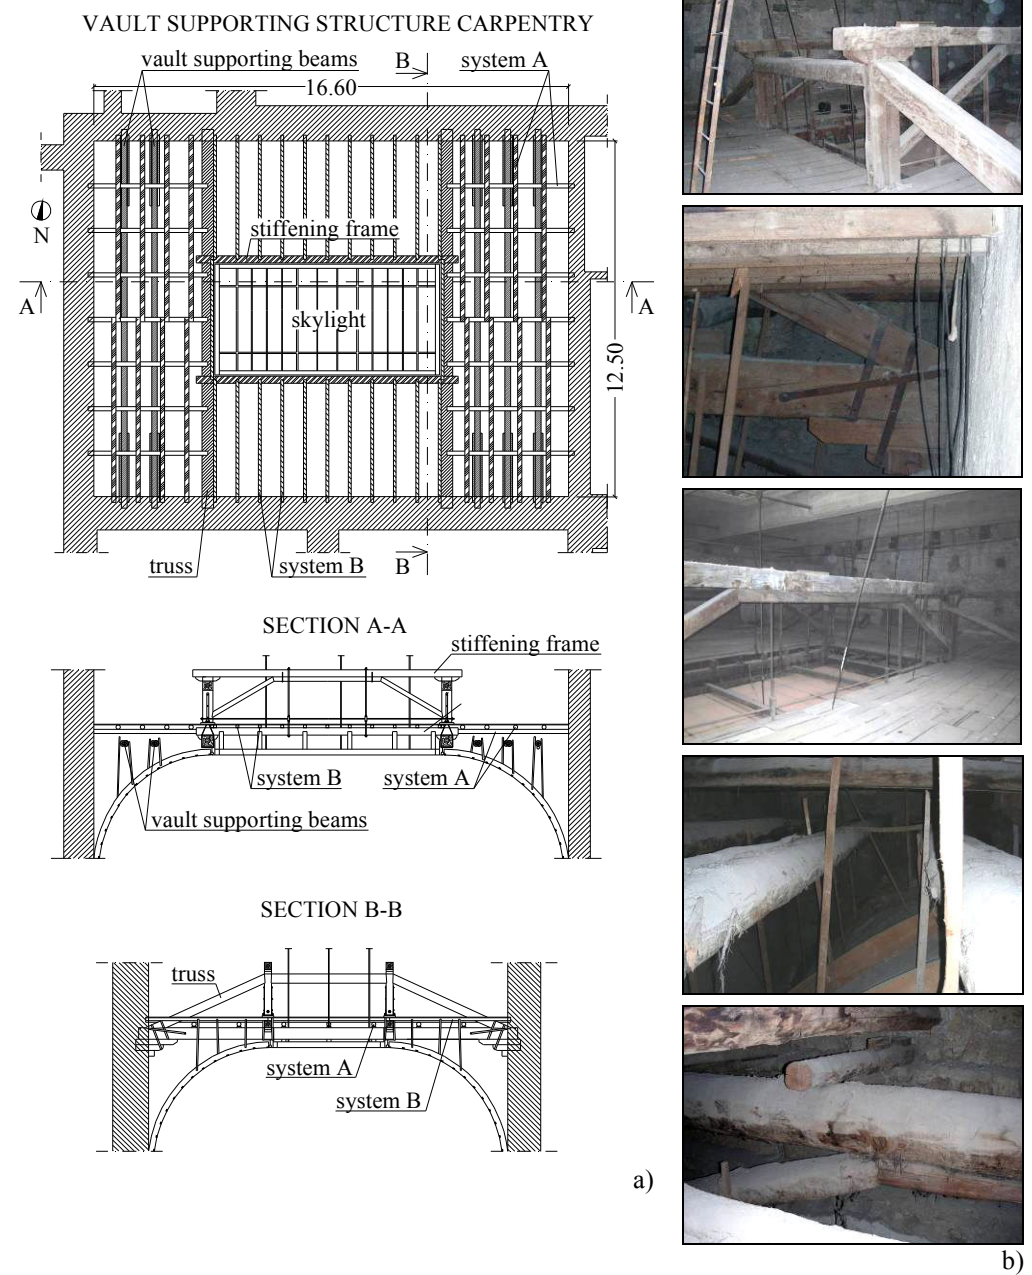 VAULT SUPPORTING STRUCTURE CARPENTRY
vault supporting beams
B
system A
16.60
N
stiffening frame
A
A
skylight
12.50
truss
system B
B
SECTION A-A
stiffening frame
system B
system A
vault supporting beams
SECTION B-B
truss
system A
system B
a)
b)